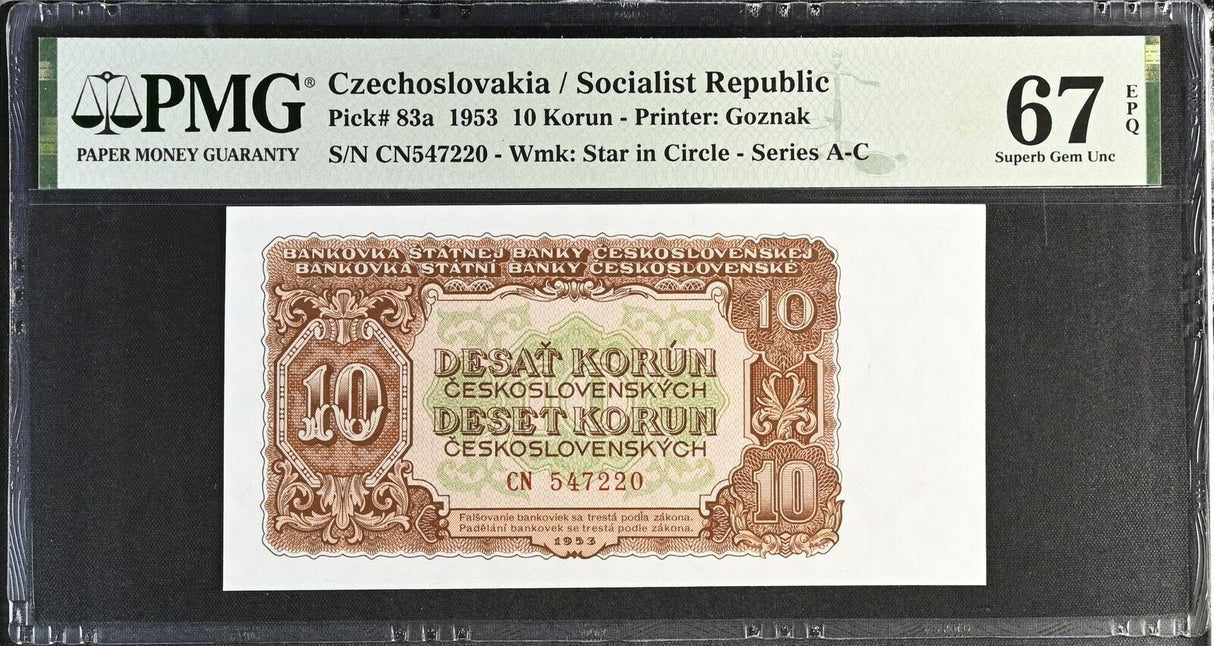 PMG®
PAPER MONEY GUARANTY
Czechoslovakia / Socialist Republic
Pick# 83a 1953 10 Korun - Printer: Goznak
S/N CN547220 - Wmk: Star in Circle - Series A-C
67
EPQ
Superb Gem Unc
BANKOVKA ŠTÁTNEJ BANKY ČESKOSLOVENSKEJ
BANKOVKA STÁTNÍ BANKY ČESKOSLOVENSKÉ
10
10
DESAŤ KORÚN
ČESKOSLOVENSKÝCH
DESET KORUN
ČESKOSLOVENSKÝCH
CN 547220
10
Falšovanie bankoviek sa trestá podľa zákona.
Padělání bankovek se trestá podle zákona.
1953